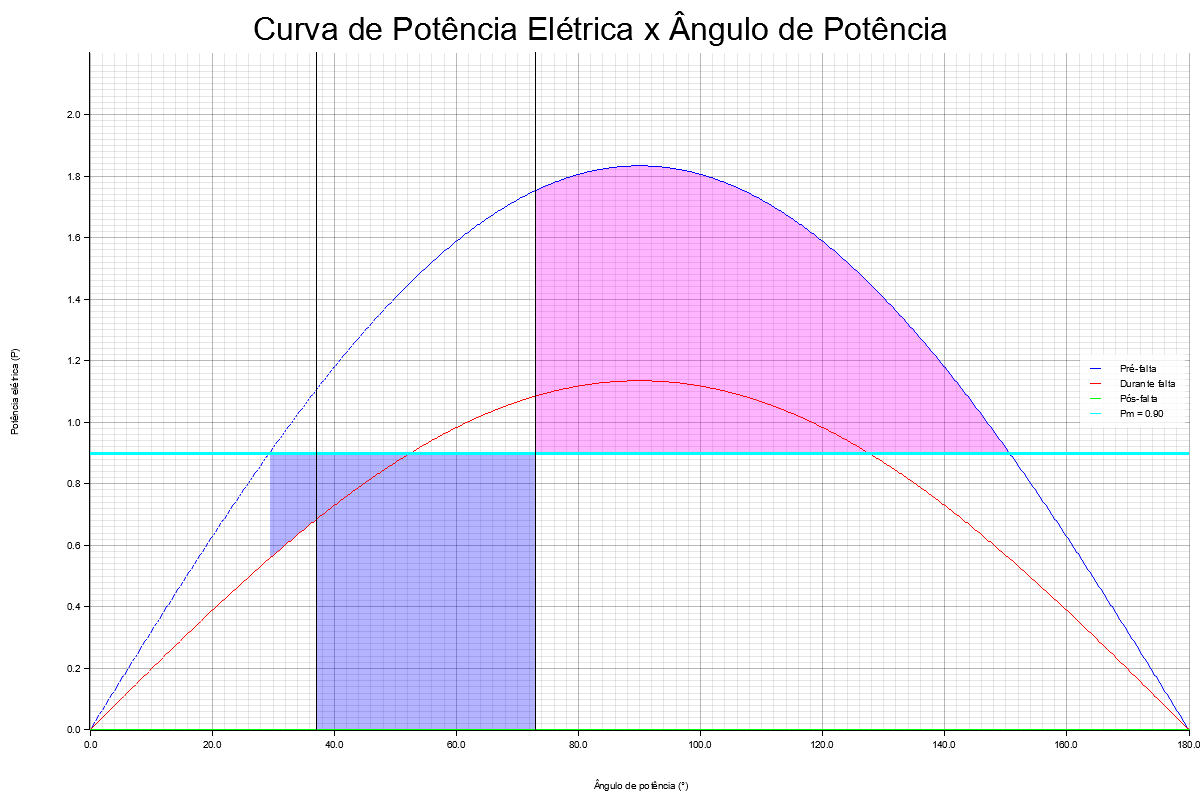 Curva de Potência Elétrica x Ângulo de Potência
2.0
1.8
1.6
1.4
1.2
1.0
0.8
0.6
0.4
0.2
0.0
Potência elétrica (P)
Pré-falta
Durante falta
Pós-falta
Pm = 0.90
0.0 20.0 40.0 60.0 80.0 100.0 120.0 140.0 160.0 180.0
Ângulo de potência (°)